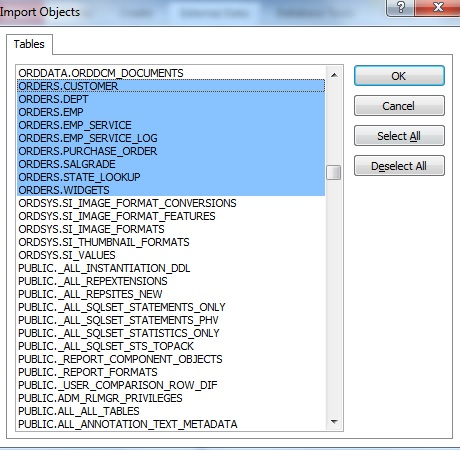 Import Objects
Tables
ORDDATA.ORDDCM_DOCUMENTS
ORDERS.CUSTOMER
ORDERS.DEPT
ORDERS.EMP
ORDERS.EMP_SERVICE
ORDERS.EMP_SERVICE_LOG
ORDERS.PURCHASE_ORDER
ORDERS.SALGRADE
ORDERS.STATE_LOOKUP
ORDERS.WIDGETS
ORDSYS.SI_IMAGE_FORMAT_CONVERSIONS
ORDSYS.SI_IMAGE_FORMAT_FEATURES
ORDSYS.SI_IMAGE_FORMATS
ORDSYS.SI_THUMBNAIL_FORMATS
ORDSYS.SI_VALUES
PUBLIC._ALL_INSTANTIATION_DDL
PUBLIC._ALL_REPEXTENSIONS
PUBLIC._ALL_REPSITES_NEW
PUBLIC._ALL_SQLSET_STATEMENTS_ONLY
PUBLIC._ALL_SQLSET_STATEMENTS_PHV
PUBLIC._ALL_SQLSET_STATISTICS_ONLY
PUBLIC._ALL_SQLSET_STS_TOPACK
PUBLIC._REPORT_COMPONENT_OBJECTS
PUBLIC._REPORT_FORMATS
PUBLIC._USER_COMPARISON_ROW_DIF
PUBLIC.ADM_RLMGR_PRIVILEGES
PUBLIC.ALL_ALL_TABLES
PUBLIC.ALL_ANNOTATION_TEXT_METADATA
OK
Cancel
Select All
Deselect All